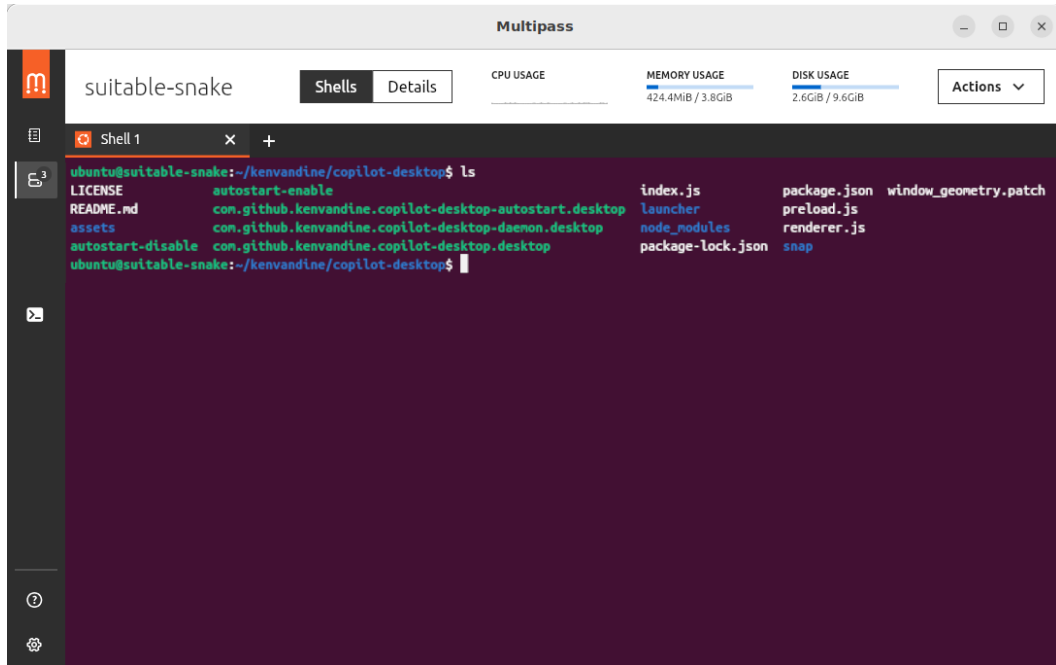 Multipass
suitable-snake
Shells Details
CPU USAGE
MEMORY USAGE
424.4MiB / 3.8GiB
DISK USAGE
2.6GiB / 9.6GiB
Actions
3
Shell 1
ubuntu@suitable-snake:~/kenvandine/copilot-desktop$ ls
LICENSE autostart-enable index.js package.json window_geometry.patch
README.md com.github.kenvandine.copilot-desktop-autostart.desktop launcher preload.js
assets com.github.kenvandine.copilot-desktop-daemon.desktop node_modules renderer.js
autostart-disable com.github.kenvandine.copilot-desktop.desktop package-lock.json snap
ubuntu@suitable-snake:~/kenvandine/copilot-desktop$